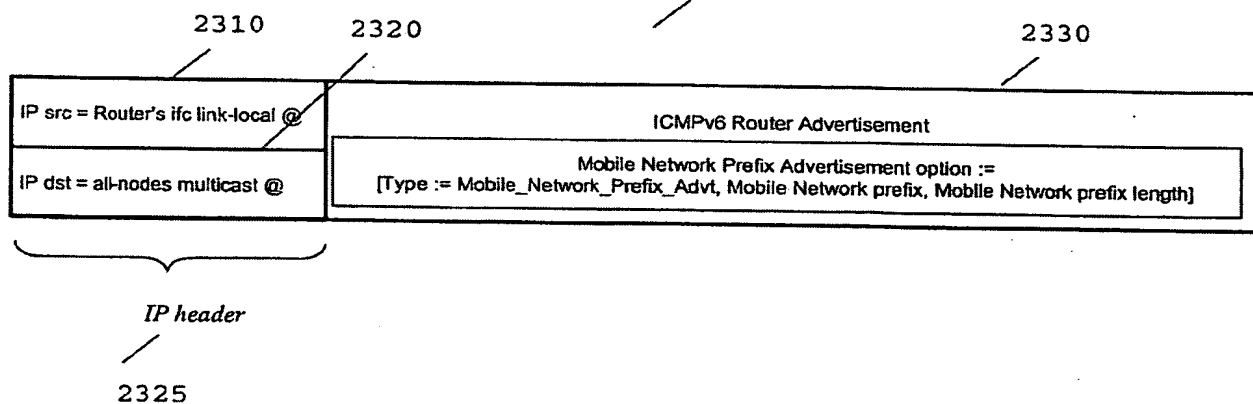 2310
2320
2330
IP src = Router's ifc link-local @
ICMPv6 Router Advertisement
Mobile Network Prefix Advertisement option :=
[Type := Mobile_Network_Prefix_Advt, Mobile Network prefix, Mobile Network prefix length]
IP dst = all-nodes multicast @
IP header
2325